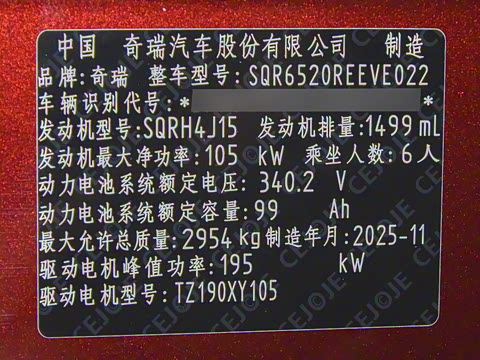 中国 奇瑞汽车股份有限公司 制造
品牌:奇瑞 整车型号:SQR6520REEVE022
车辆识别代号:* *
发动机型号:SQRH4J15 发动机排量:1499 mL
发动机最大净功率:105 kW 乘坐人数:6人
动力电池系统额定电压: 340.2 V
动力电池系统额定容量:99 Ah
最大允许总质量:2954 kg 制造年月:2025-11
驱动电机峰值功率:195 kW
驱动电机型号:TZ190XY105
CEJOJE